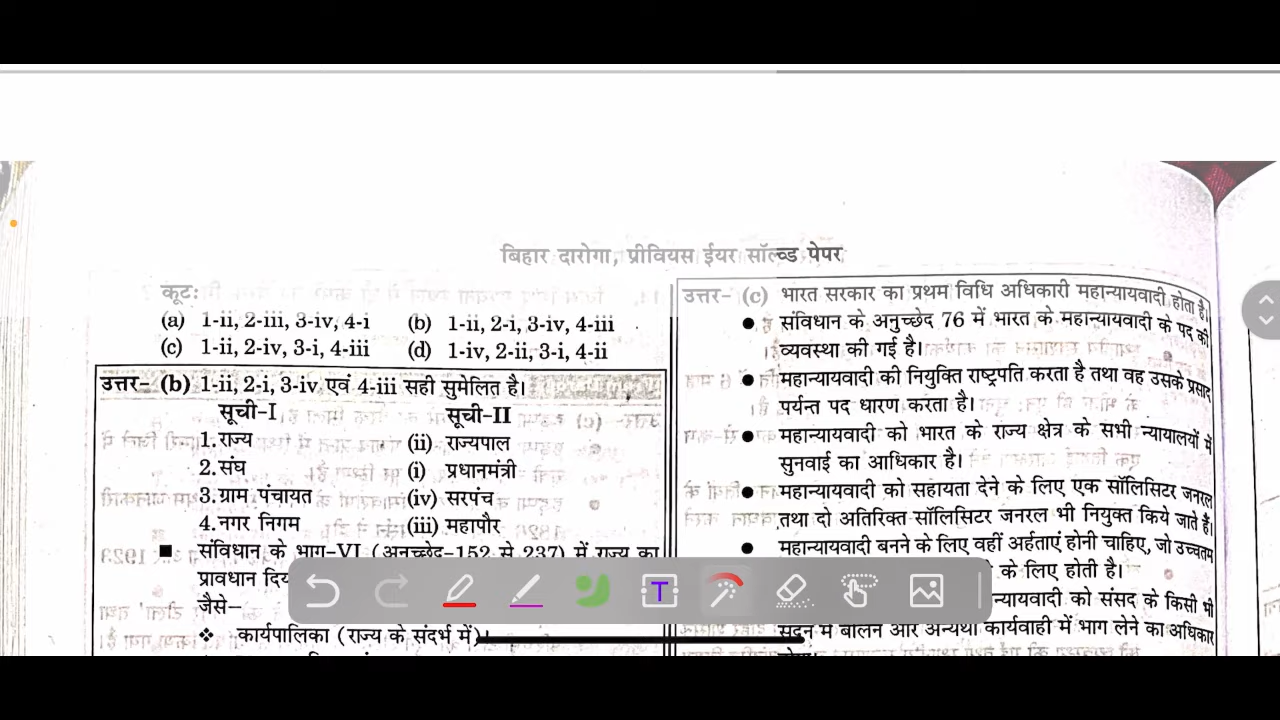 बिहार दारोगा, प्रीवियस ईयर सॉल्व्ड पेपर
कूटः
(a) 1-ii, 2-iii, 3-iv, 4-i (b) 1-ii, 2-i, 3-iv, 4-iii
(c) 1-ii, 2-iv, 3-i, 4-iii (d) 1-iv, 2-ii, 3-i, 4-ii
उत्तर- (b) 1-ii, 2-i, 3-iv एवं 4-iii सही सुमेलित है।
सूची-I सूची-II
1.राज्य (ii) राज्यपाल
2.संघ (i) प्रधानमंत्री
3.ग्राम पंचायत (iv) सरपंच
4.नगर निगम (iii) महापौर
■ संविधान के भाग-VI (अनुच्छेद-152 से 237) में राज्य का
प्रावधान
जैसे–
❖ कार्यपालिका (राज्य के संदर्भ में)।
उत्तर- (c) भारत सरकार का प्रथम विधि अधिकारी महान्यायवादी होता है।
● संविधान के अनुच्छेद 76 में भारत के महान्यायवादी के पद की
व्यवस्था की गई है।
● महान्यायवादी की नियुक्ति राष्ट्रपति करता है तथा वह उसके प्रसाद
पर्यन्त पद धारण करता है।
● महान्यायवादी को भारत के राज्य क्षेत्र के सभी न्यायालयों में
सुनवाई का आधिकार है।
● महान्यायवादी को सहायता देने के लिए एक सॉलिसिटर जनरल
तथा दो अतिरिक्त सॉलिसिटर जनरल भी नियुक्त किये जाते हैं।
● महान्यायवादी बनने के लिए वहीं अर्हताएं होनी चाहिए, जो उच्चतम
के लिए होती है।
को संसद के किसी भी
सदन में बोलने और अन्यथा कार्यवाही में भाग लेने का अधिकार
T